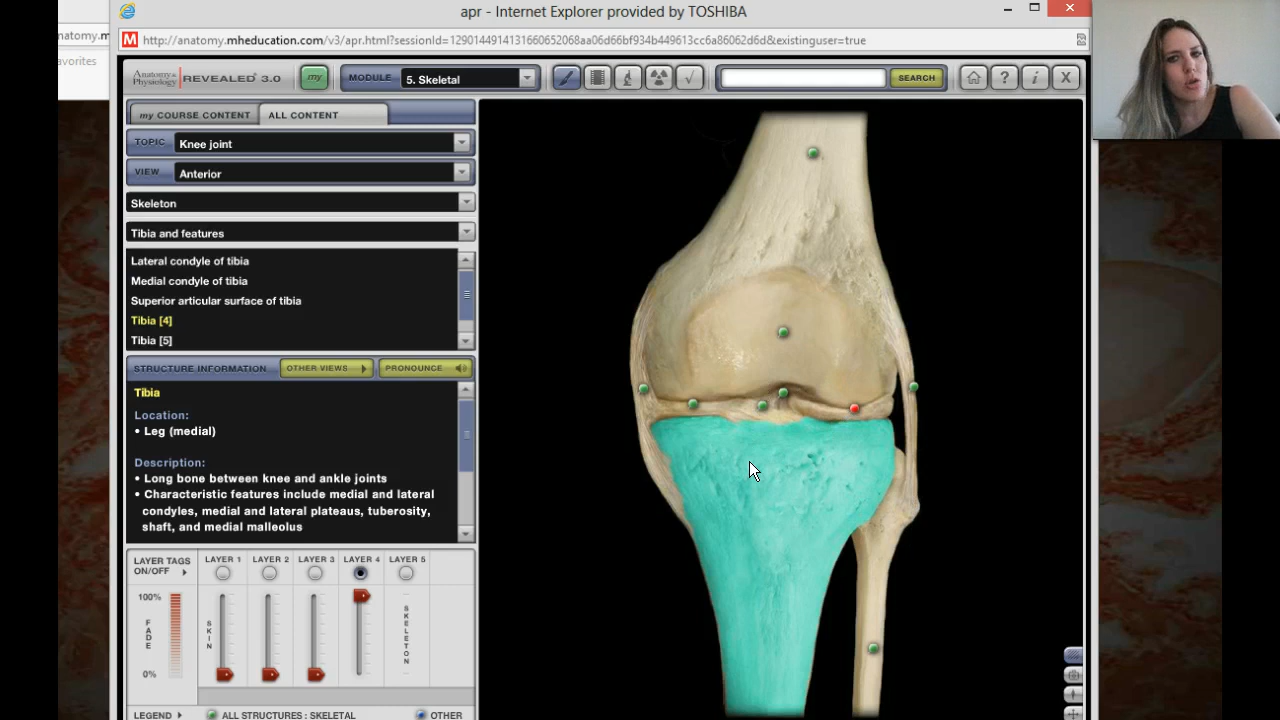 apr - Internet Explorer provided by TOSHIBA
natomy.m
M http://anatomy.mheducation.com/v3/apr.html?sessionId=129014491413166065206​8aa06d66bf934b449613cc6a86062d6d&existinguser=true
avorites
Anatomy& Physiology REVEALED® 3.0 my MODULE 5. Skeletal SEARCH ? i X
my COURSE CONTENT ALL CONTENT
TOPIC Knee joint
VIEW Anterior
Skeleton
Tibia and features
Lateral condyle of tibia
Medial condyle of tibia
Superior articular surface of tibia
Tibia [4]
Tibia [5]
STRUCTURE INFORMATION OTHER VIEWS PRONOUNCE
Tibia
Location:
• Leg (medial)
Description:
• Long bone between knee and ankle joints
• Characteristic features include medial and lateral
condyles, medial and lateral plateaus, tuberosity,
shaft, and medial malleolus
LAYER TAGS ON/OFF LAYER 1 LAYER 2 LAYER 3 LAYER 4 LAYER 5
100%
FADE SKIN SKELETON
0%
LEGEND ALL STRUCTURES : SKELETAL OTHER